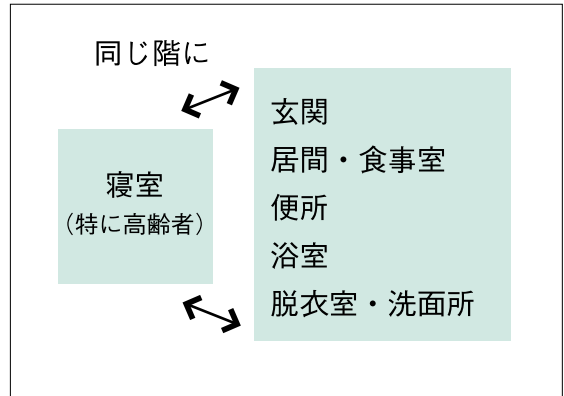 同じ階に
寝室
（特に高齢者）
玄関
居間・食事室
便所
浴室
脱衣室・洗面所